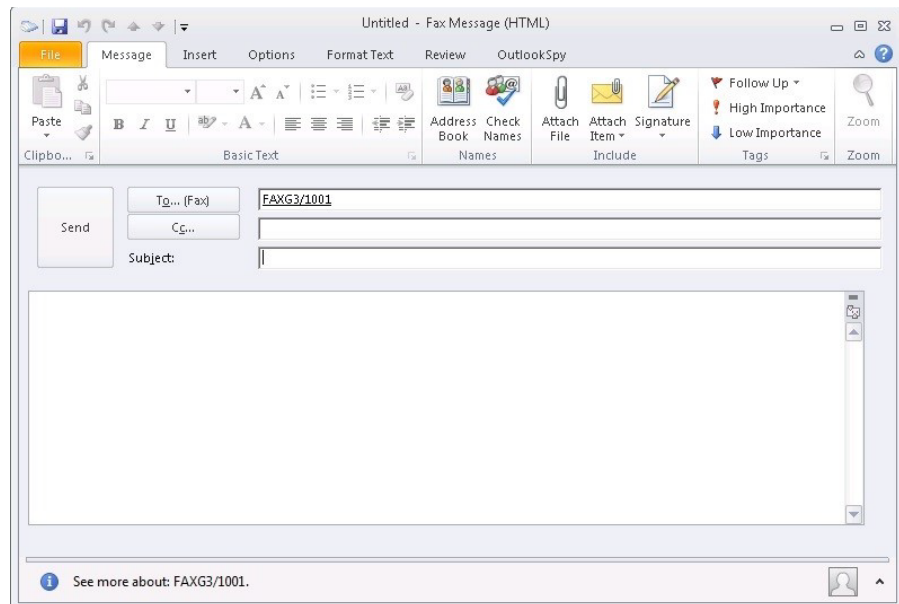 Untitled - Fax Message (HTML)
File Message Insert Options Format Text Review OutlookSpy
Paste
B I U ab A
A A
Address Book
Check Names
Attach File
Attach Item
Signature
Follow Up
High Importance
Low Importance
Zoom
Clipbo... Basic Text Names Include Tags Zoom
Send
To... (Fax) FAXG3/1001
Cc...
Subject:
See more about: FAXG3/1001.